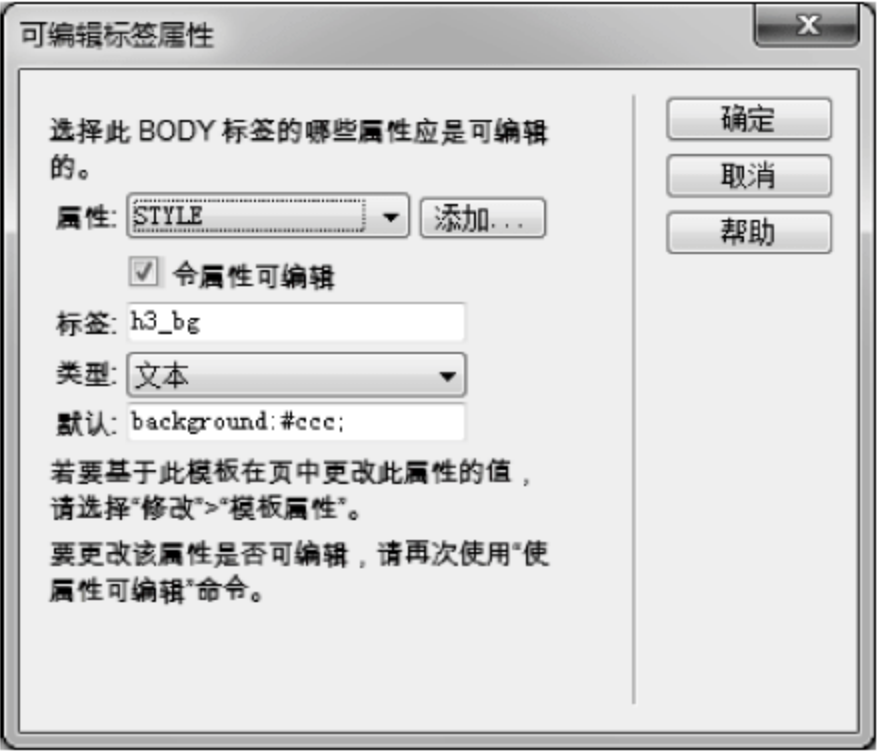 可编辑标签属性
选择此 BODY 标签的哪些属性应是可编辑
的。
属性: STYLE 添加...
令属性可编辑
标签: h3_bg
类型: 文本
默认: background:#ccc;
若要基于此模板在页中更改此属性的值，
请选择“修改”>“模板属性”。
要更改该属性是否可编辑，请再次使用“使
属性可编辑”命令。
确定
取消
帮助